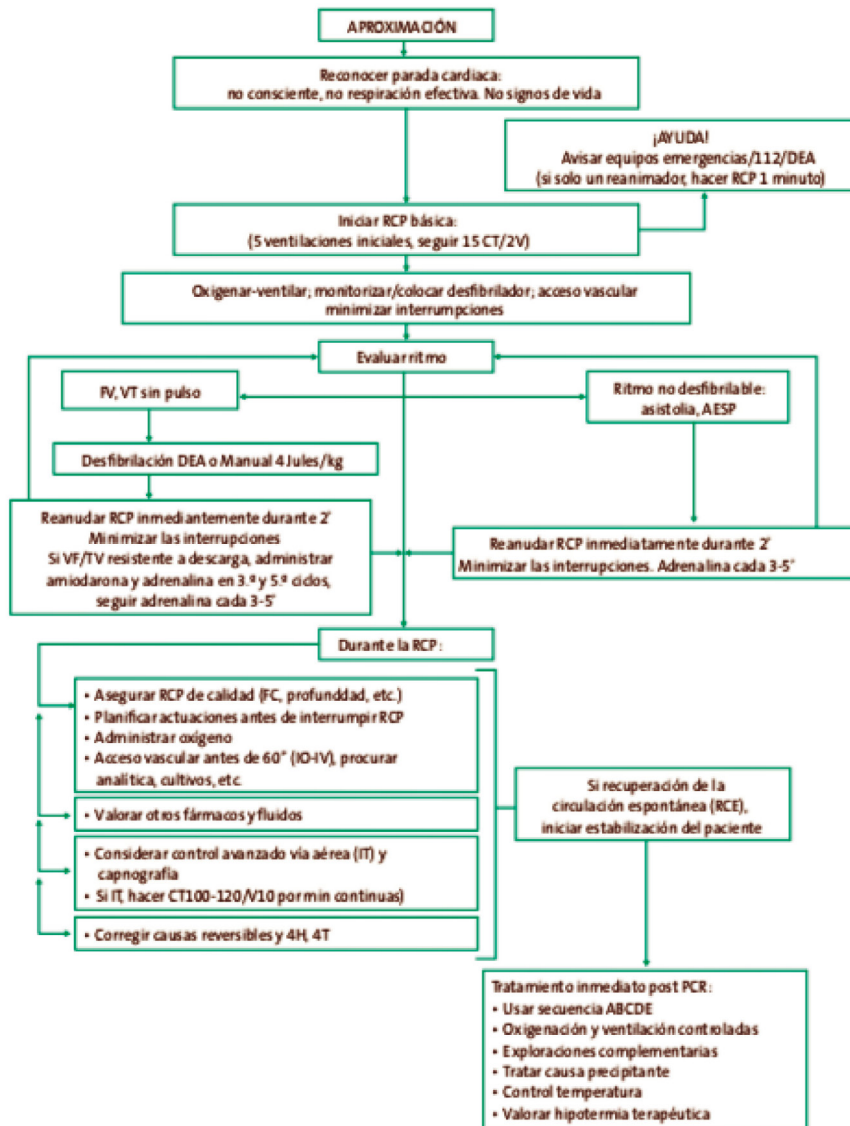 APROXIMACIÓN
Reconocer parada cardiaca:
no consciente, no respiración efectiva. No signos de vida
¡AYUDA!
Avisar equipos emergencias/112/DEA
(si solo un reanimador, hacer RCP 1 minuto)
Iniciar RCP básica:
(5 ventilaciones iniciales, seguir 15 CT/2V)
Oxigenar-ventilar; monitorizar/colocar desfibrilador; acceso vascular
minimizar interrumpciones
Evaluar ritmo
FV, VT sin pulso
Ritmo no desfibrilable:
asistolia, AESP
Desfibrilación DEA o Manual 4 Jules/kg
Reanudar RCP inmediantemente durante 2'
Minimizar las interrupciones
Si VF/TV resistente a descarga, administrar
amiodarona y adrenalina en 3.º y 5.º ciclos,
seguir adrenalina cada 3-5'
Reanudar RCP inmediatamente durante 2'
Minimizar las interrupciones. Adrenalina cada 3-5'
Durante la RCP:
• Asegurar RCP de calidad (FC, profunddad, etc.)
• Planificar actuaciones antes de interrumpir RCP
• Administrar oxígeno
• Acceso vascular antes de 60" (IO-IV), procurar
analítica, cultivos, etc.
• Valorar otros fármacos y fluidos
• Considerar control avanzado vía aérea (IT) y
capnografía
• Si IT, hacer CT100-120/V10 por min continuas)
• Corregir causas reversibles y 4H, 4T
Si recuperación de la
circulación espontánea (RCE),
iniciar estabilización del paciente
Tratamiento inmediato post PCR:
• Usar secuencia ABCDE
• Oxigenación y ventilación controladas
• Exploraciones complementarias
• Tratar causa precipitante
• Control temperatura
• Valorar hipotermia terapéutica